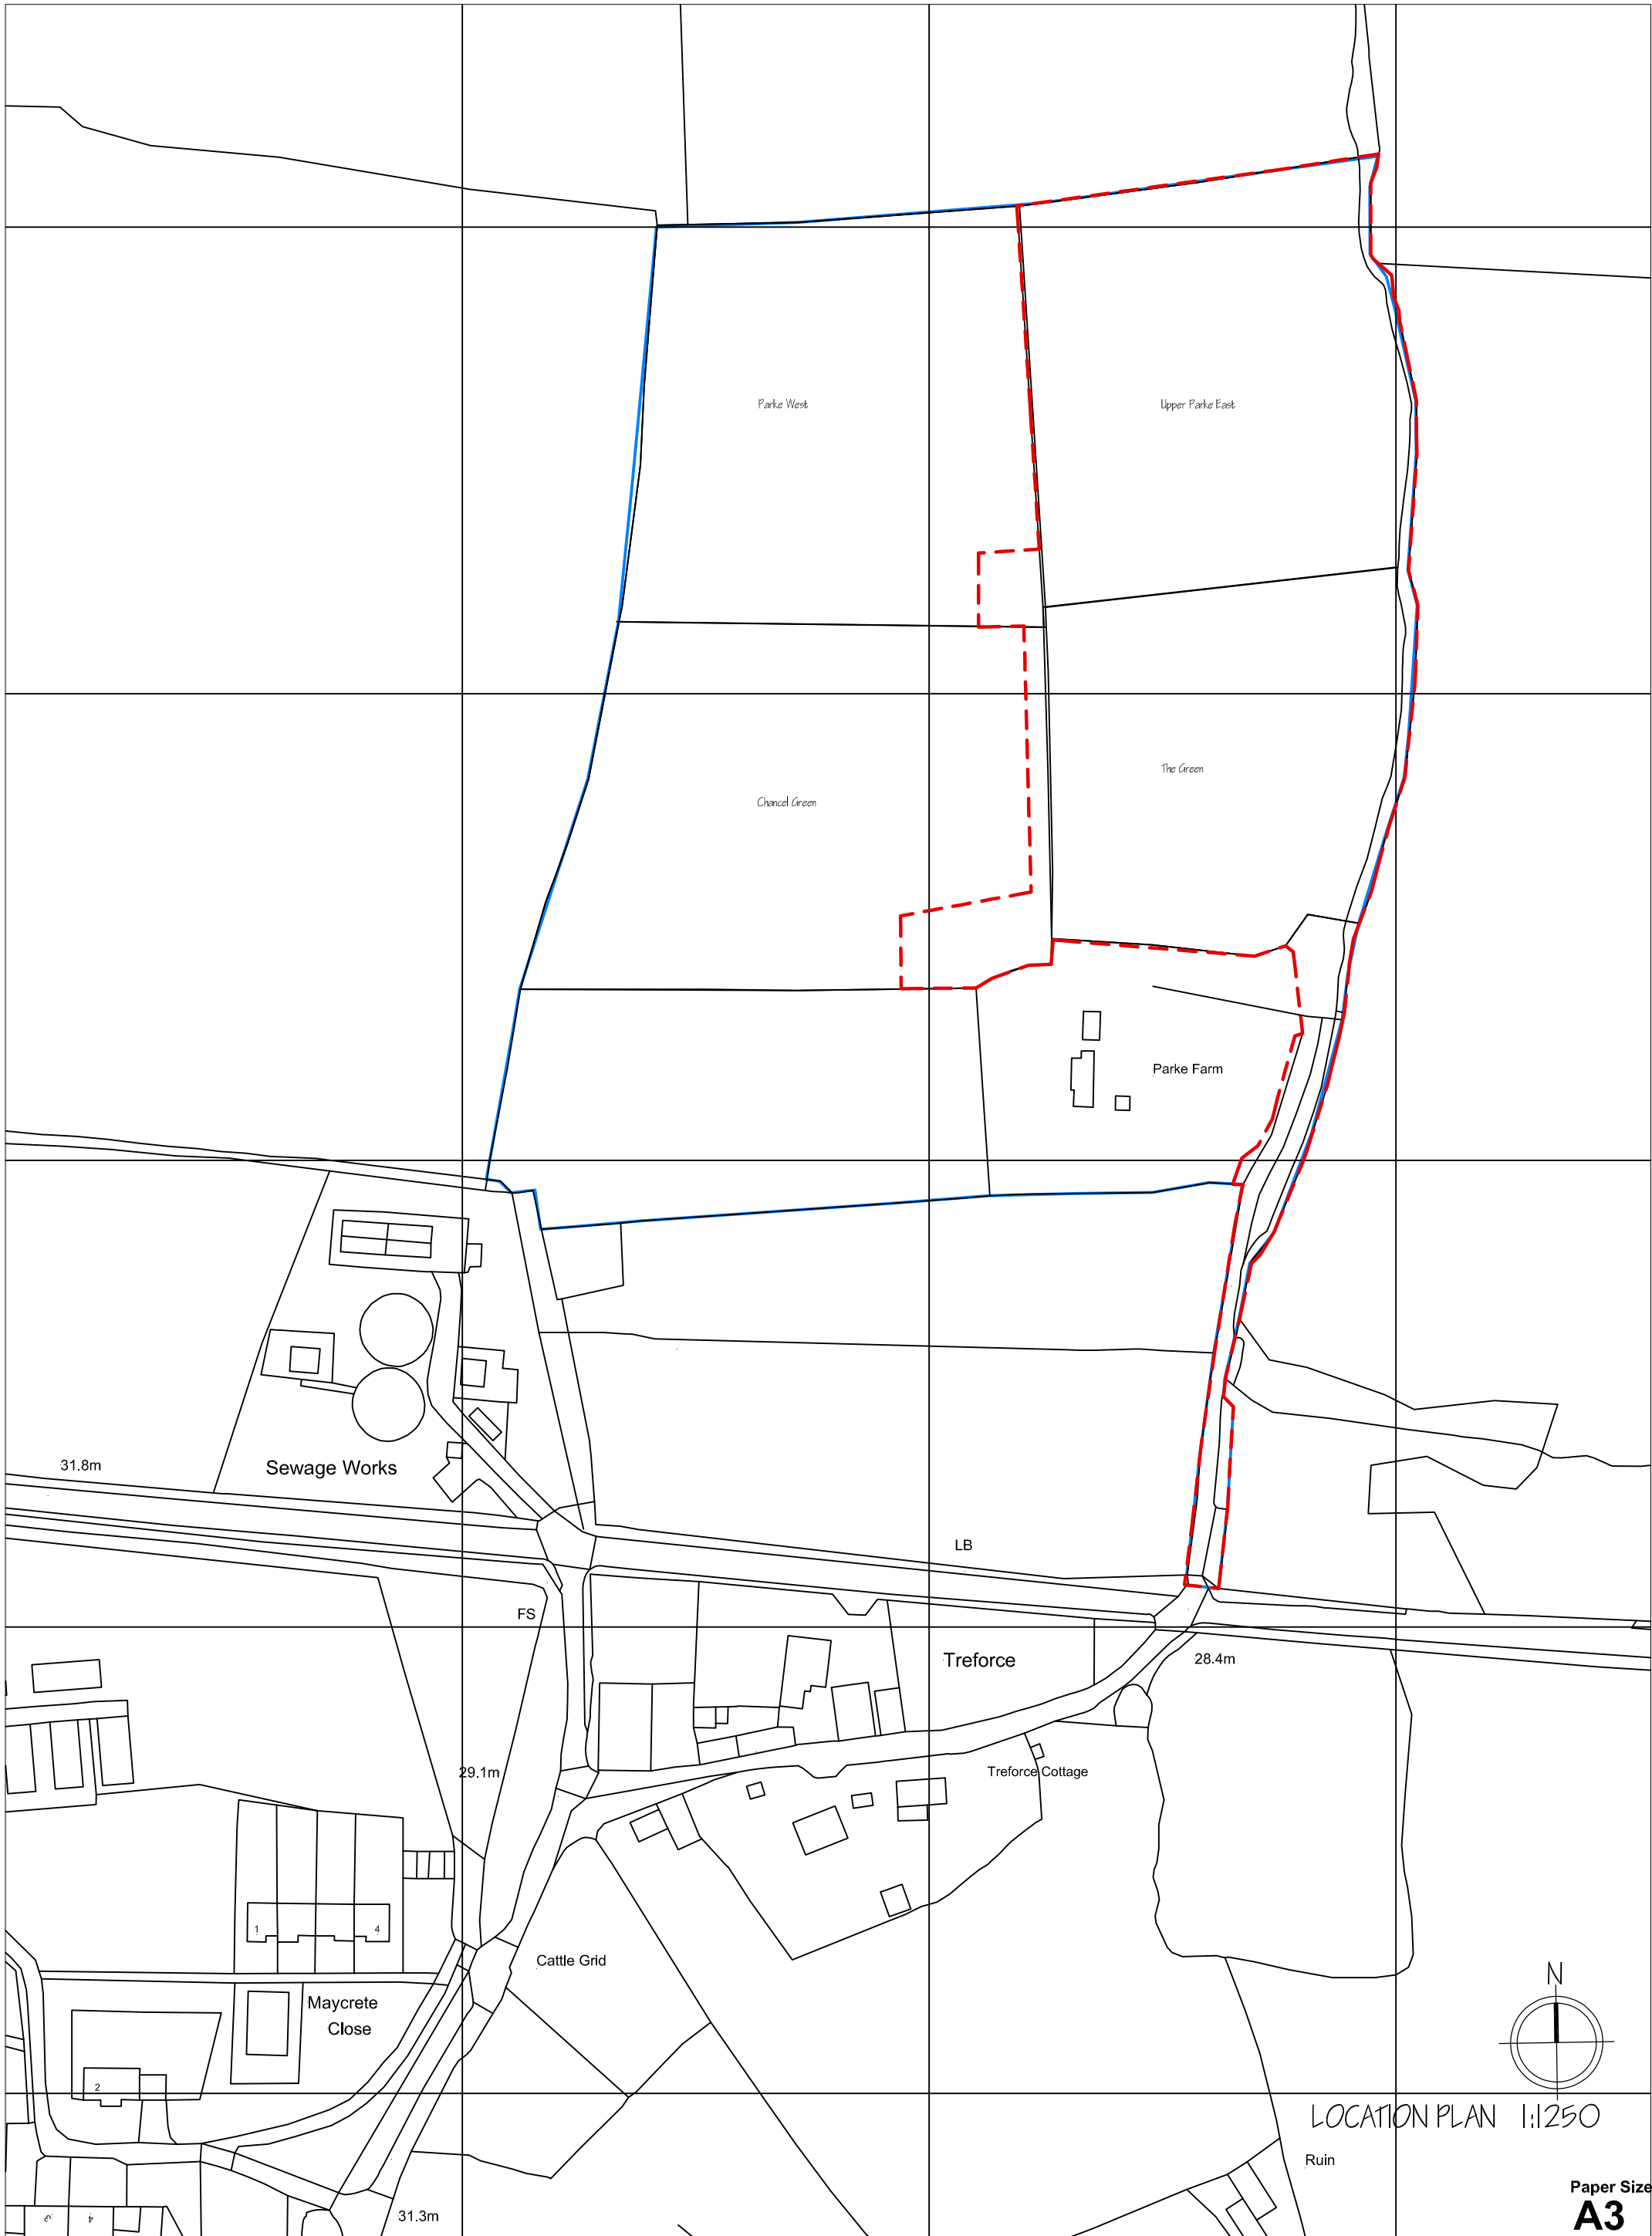 Parke West
Upper Parke East
The Green
Chancel Green
Parke Farm
31.8m
Sewage Works
LB
FS
Treforce
28.4m
29.1m
Treforce Cottage
1
4
Cattle Grid
Maycrete
Close
2
N
LOCATION PLAN 1:1250
Ruin
Paper Size
A3
31.3m
3
4